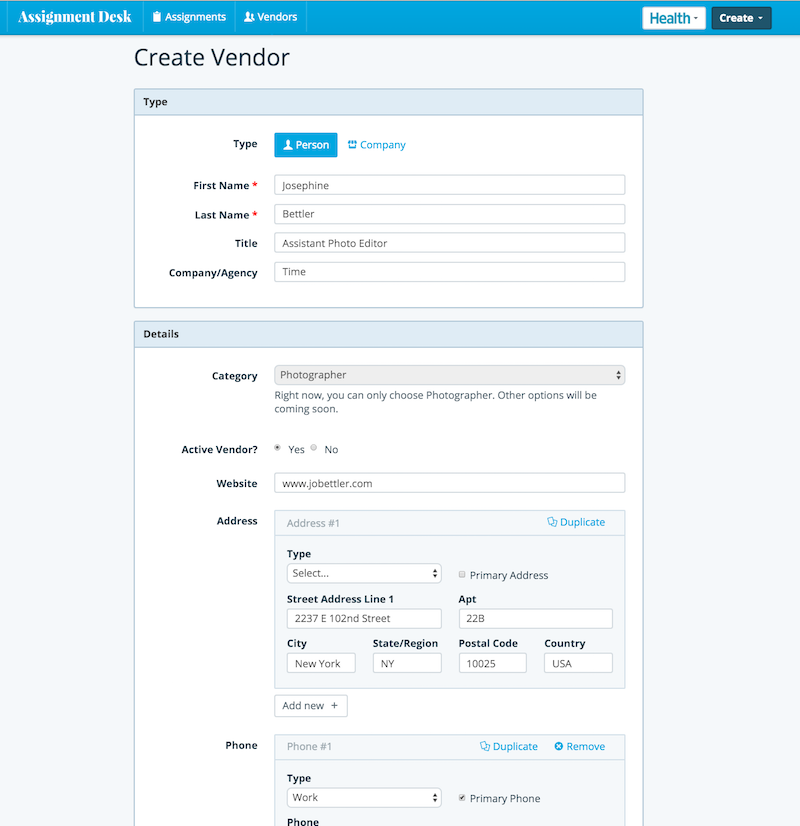 Assignment Desk Assignments Vendors Health Create
Create Vendor
Type
Type Person Company
First Name * Josephine
Last Name * Bettler
Title Assistant Photo Editor
Company/Agency Time
Details
Category Photographer
Right now, you can only choose Photographer. Other options will be
coming soon.
Active Vendor? Yes No
Website www.jobettler.com
Address Address #1 Duplicate
Type
Select... Primary Address
Street Address Line 1 Apt
2237 E 102nd Street 22B
City State/Region Postal Code Country
New York NY 10025 USA
Add new +
Phone Phone #1 Duplicate Remove
Type
Work Primary Phone
Phone